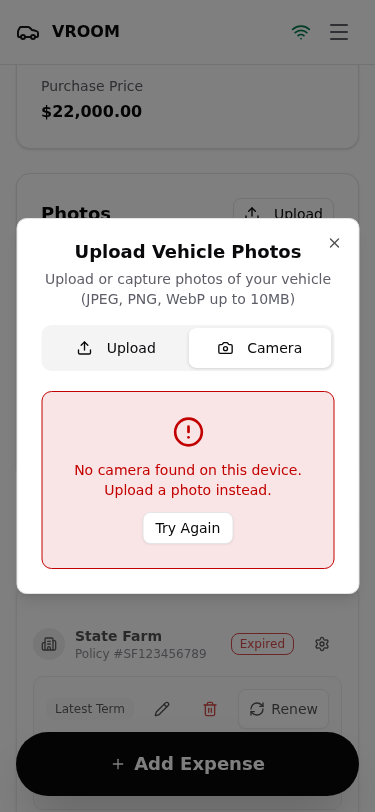 VROOM
Purchase Price
$22,000.00
Photos
Upload
Upload Vehicle Photos
Upload or capture photos of your vehicle
(JPEG, PNG, WebP up to 10MB)
Upload
Camera
No camera found on this device.
Upload a photo instead.
Try Again
State Farm
Policy #SF123456789
Expired
Latest Term
Renew
+ Add Expense